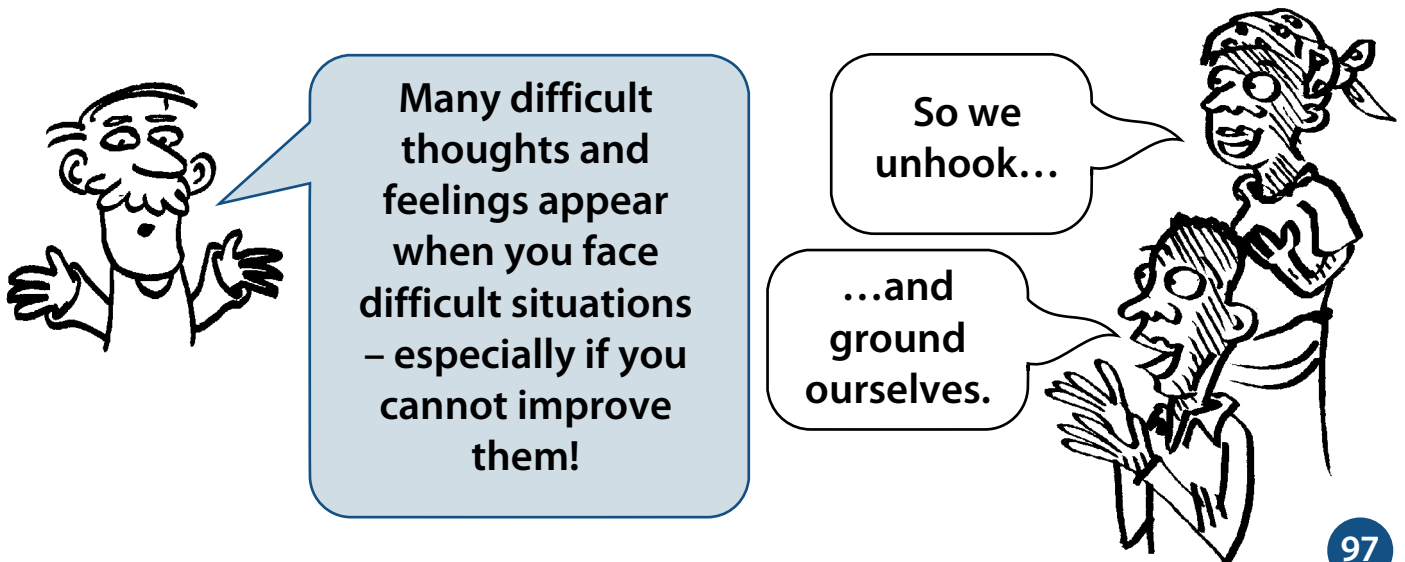 Many difficult
thoughts and
feelings appear
when you face
difficult situations
– especially if you
cannot improve
them!
So we
unhook…
…and
ground
ourselves.
97